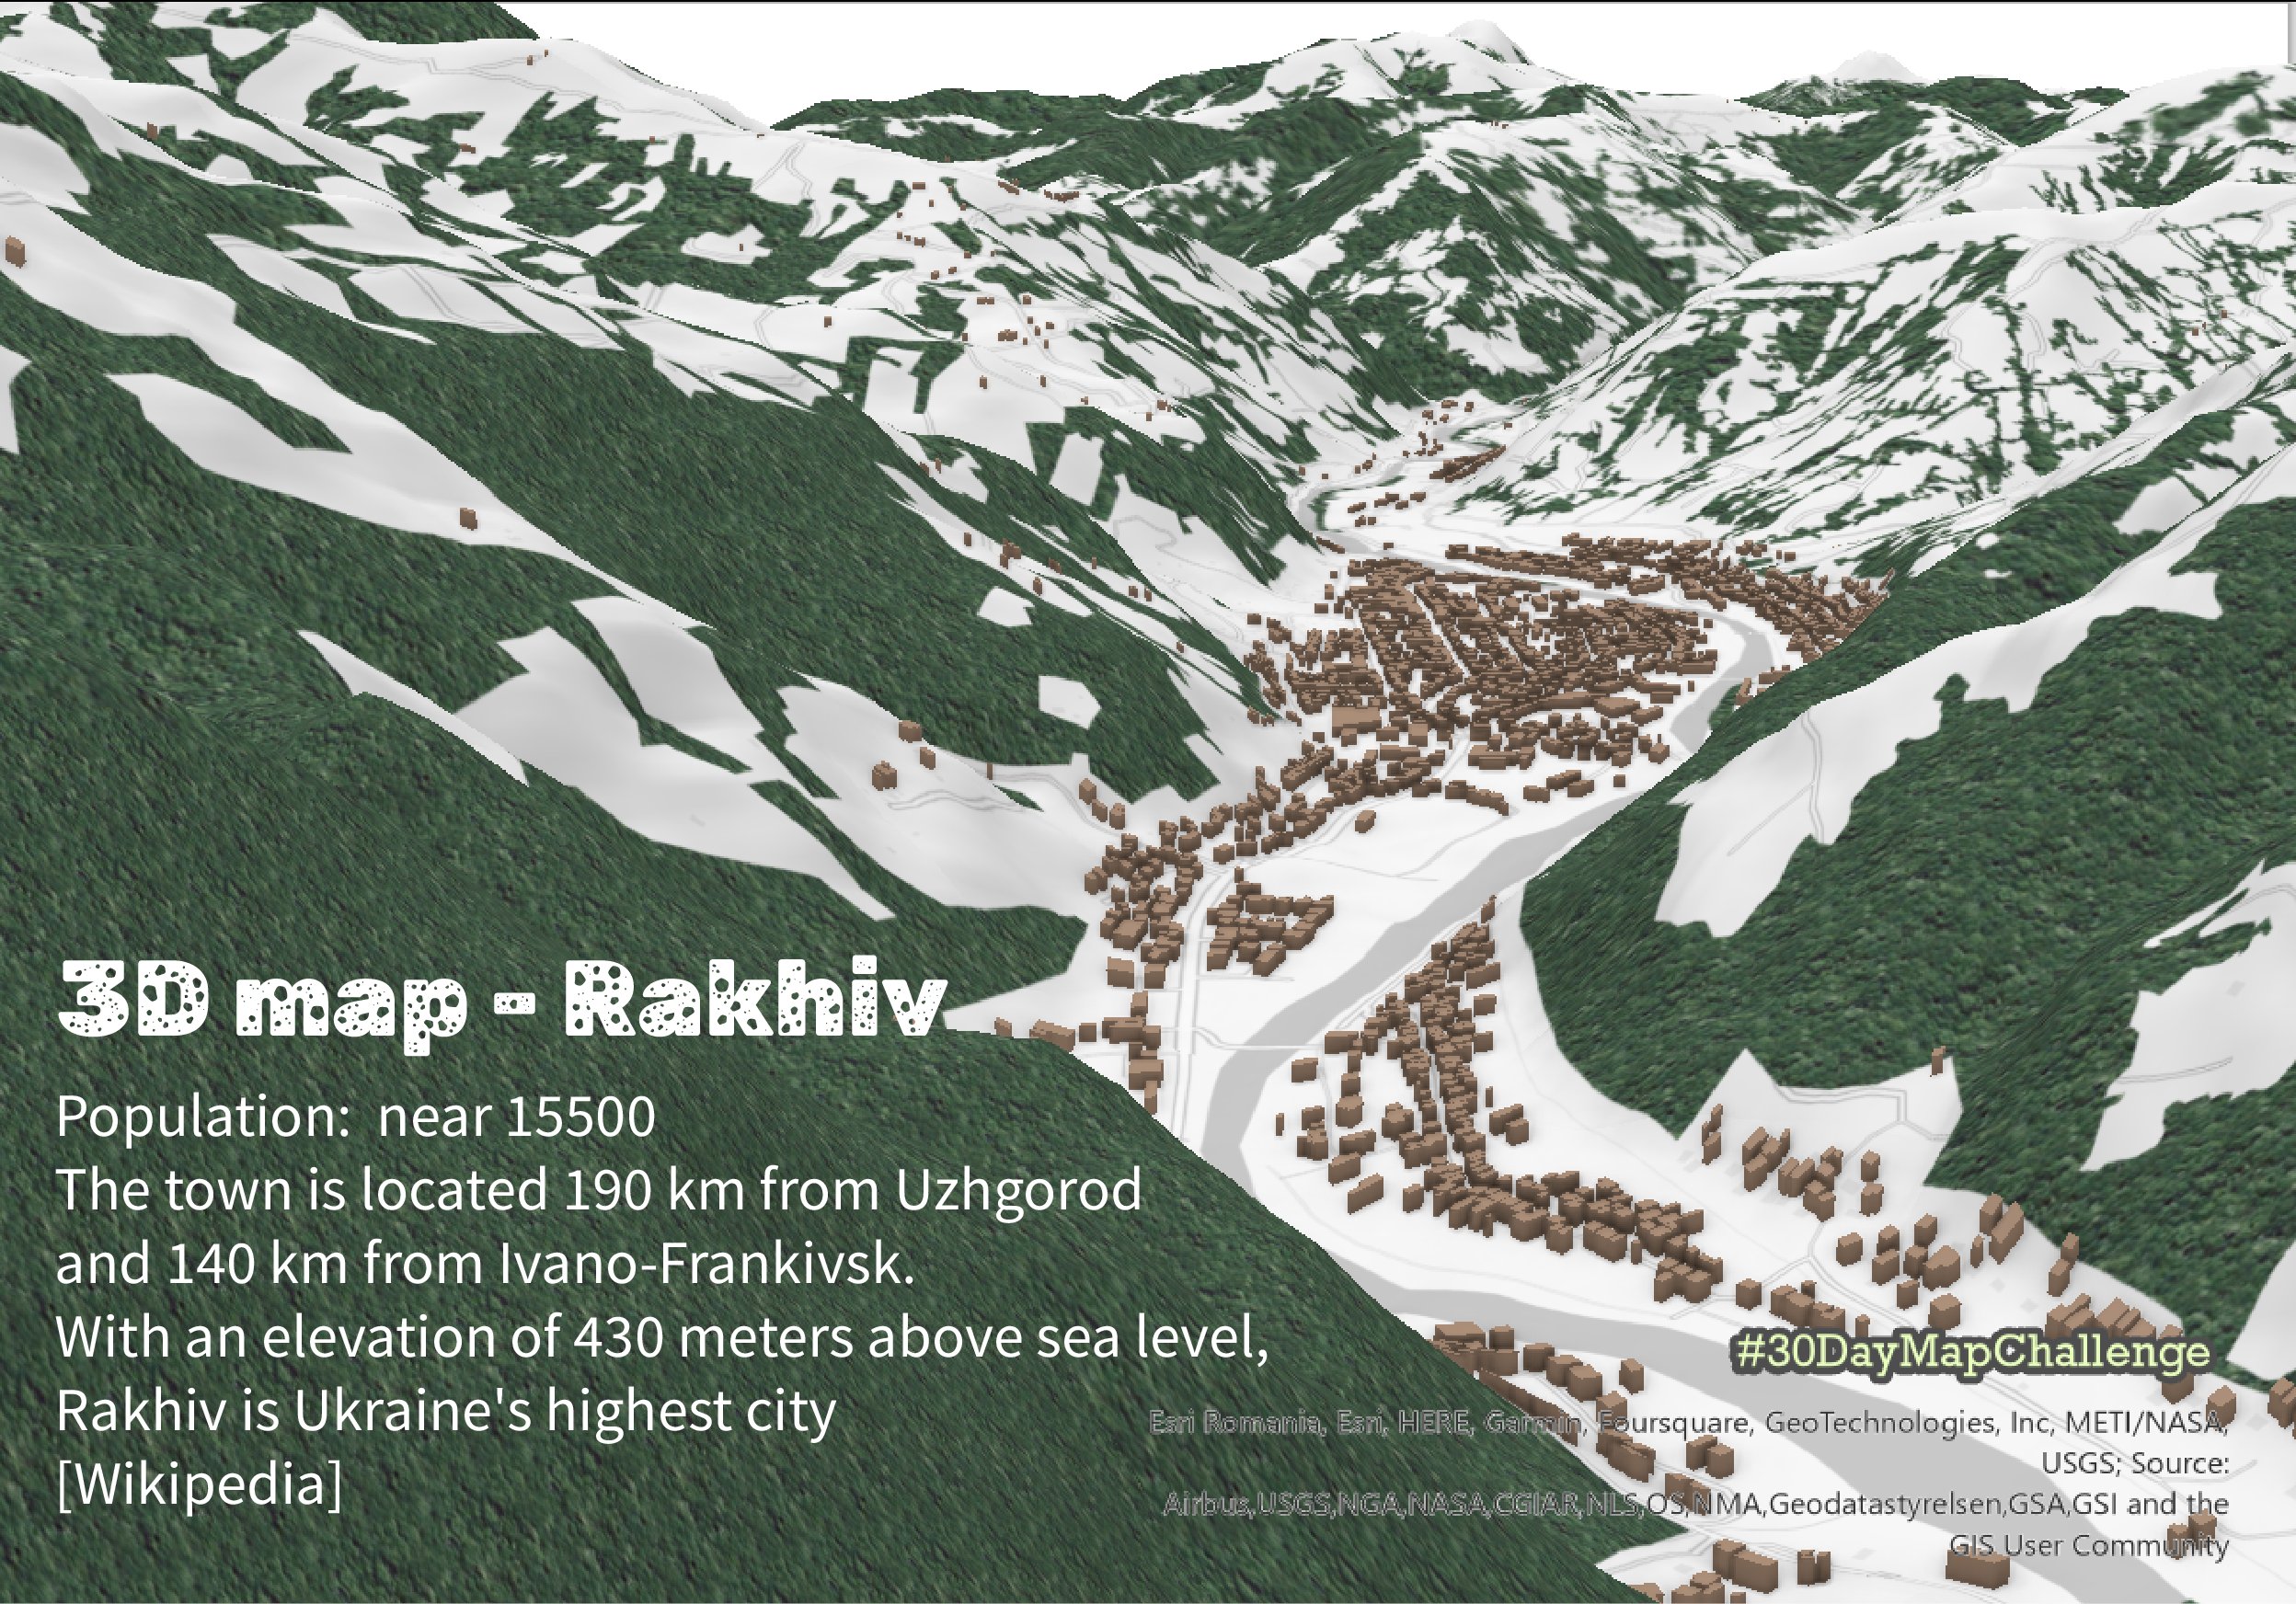 3D map - Rakhiv
Population:  near 15500
The town is located 190 km from Uzhgorod
and 140 km from Ivano-Frankivsk.
With an elevation of 430 meters above sea level,
Rakhiv is Ukraine's highest city
[Wikipedia]
#30DayMapChallenge
Esri Romania, Esri, HERE, Garmin, Foursquare, GeoTechnologies, Inc, METI/NASA,
USGS; Source:
Airbus,USGS,NGA,NASA,CGIAR,NLS,OS,NMA,Geodatastyrelsen,GSA,GSI and the
GIS User Community